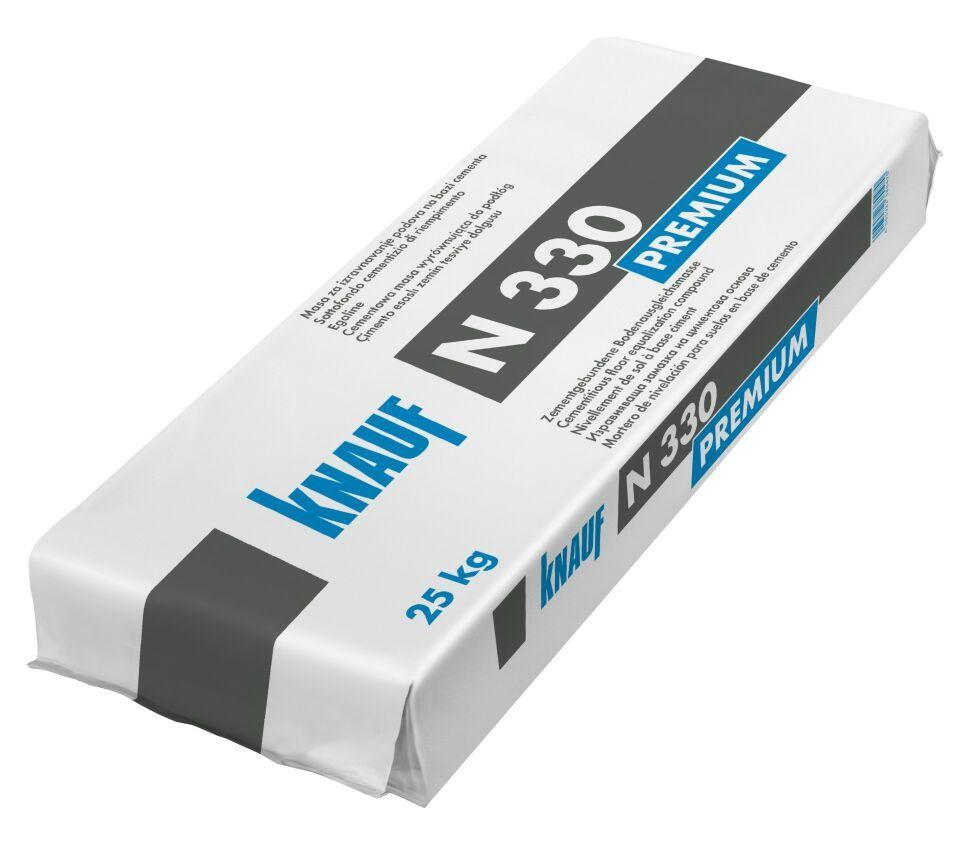 Masa za izravnavanje podova na bazi cementa
Sottofondo cementizio di riempimento
Egaline
Cementowa masa wyrównująca do podłóg
Çimento esaslı zemin tesviye dolgusu
N 330
PREMIUM
Zementgebundene Bodenausgleichsmasse
Cementitious floor equalization compound
Nivellement de sol à base ciment
Изравняваща замазка на циментова основа
Mortero de nivelación para suelos en base de cemento
KNAUF
25 kg
KNAUF
N 330
PREMIUM